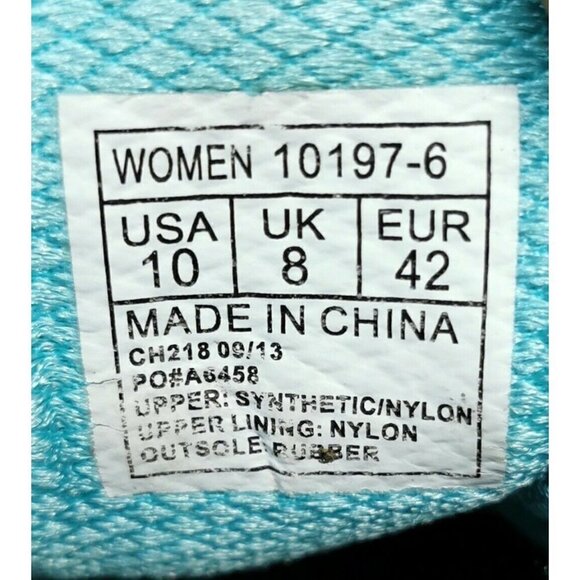 WOMEN 10197-6
USA UK EUR
10 8 42
MADE IN CHINA
CH218 09/13
PO#A6458
UPPER: SYNTHETIC/NYLON
UPPER LINING: NYLON
OUTSOLE: RUBBER